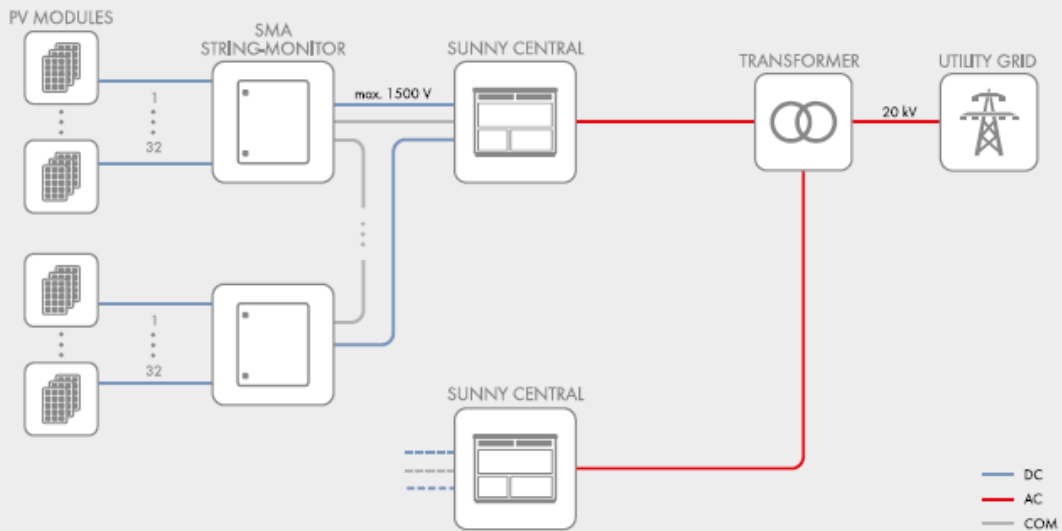 PV MODULES
SMA
STRING-MONITOR
SUNNY CENTRAL
TRANSFORMER
UTILITY GRID
1
32
max. 1500 V
20 kV
1
32
SUNNY CENTRAL
DC
AC
COM